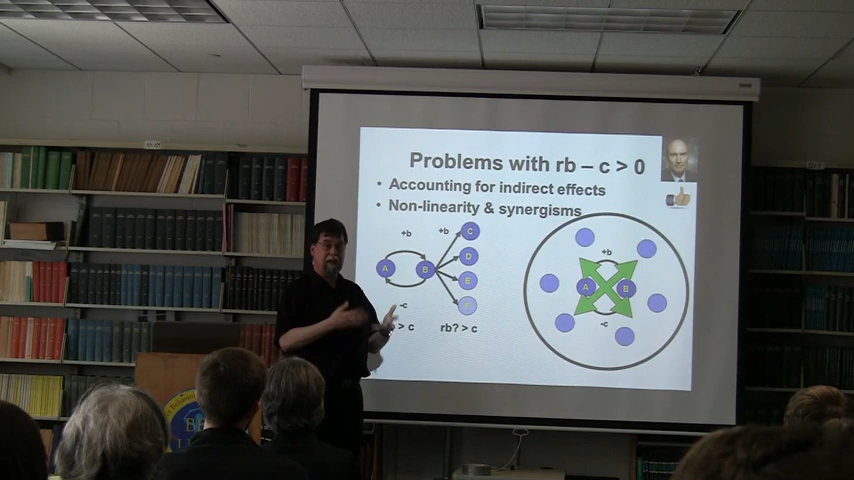 Problems with rb – c > 0
• Accounting for indirect effects
• Non-linearity & synergisms
+b
+b
C
D
A
B
E
F
-c
> c
rb? > c
+b
A
B
-c